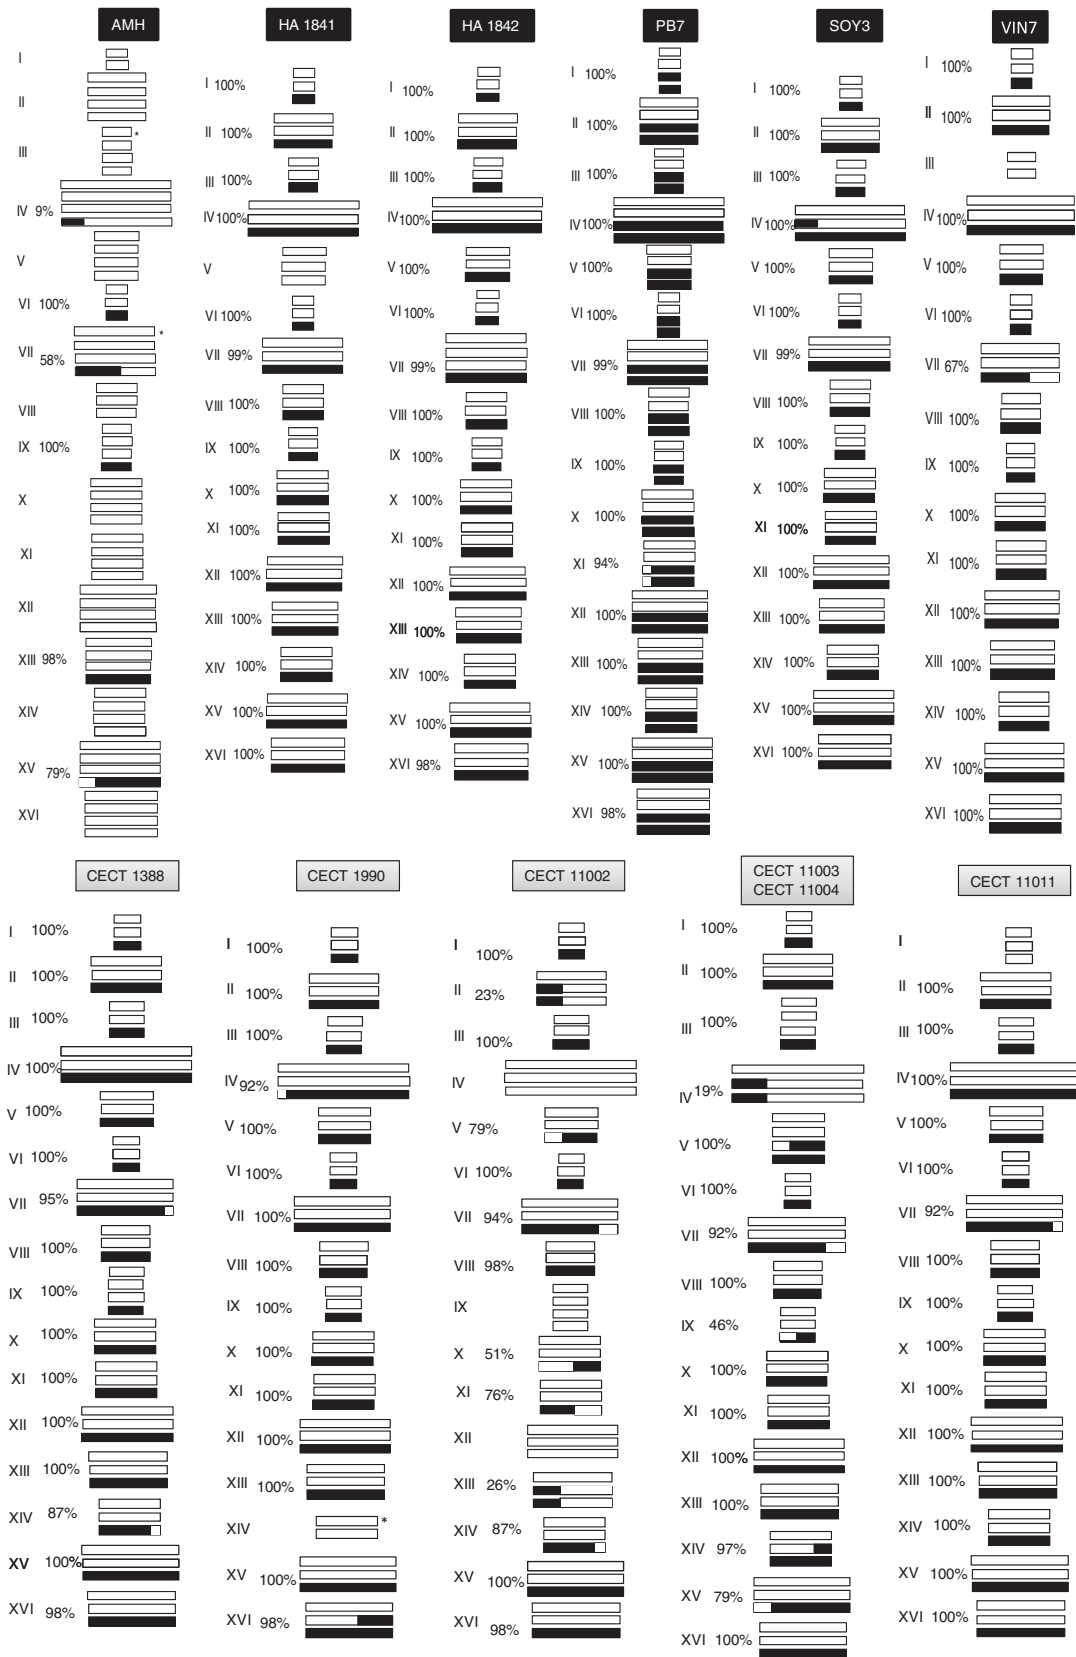 AMH
I
II
III *
IV 9%
V
VI 100%
VII *
58%
VIII
IX 100%
X
XI
XII
XIII 98%
XIV
XV 79%
XVI
HA 1841
I 100%
II 100%
III 100%
IV 100%
V
VI 100%
VII 99%
VIII 100%
IX 100%
X 100%
XI 100%
XII 100%
XIII 100%
XIV 100%
XV 100%
XVI 100%
HA 1842
I 100%
II 100%
III 100%
IV 100%
V 100%
VI 100%
VII 99%
VIII 100%
IX 100%
X 100%
XI 100%
XII 100%
XIII 100%
XIV 100%
XV 100%
XVI 98%
PB7
I 100%
II 100%
III 100%
IV 100%
V 100%
VI 100%
VII 99%
VIII 100%
IX 100%
X 100%
XI 94%
XII 100%
XIII 100%
XIV 100%
XV 100%
XVI 98%
SOY3
I 100%
II 100%
III 100%
IV 100%
V 100%
VI 100%
VII 99%
VIII 100%
IX 100%
X 100%
XI 100%
XII 100%
XIII 100%
XIV 100%
XV 100%
XVI 100%
VIN7
I 100%
II 100%
III
IV 100%
V 100%
VI 100%
VII 67%
VIII 100%
IX 100%
X 100%
XI 100%
XII 100%
XIII 100%
XIV 100%
XV 100%
XVI 100%
CECT 1388
I 100%
II 100%
III 100%
IV 100%
V 100%
VI 100%
VII 95%
VIII 100%
IX 100%
X 100%
XI 100%
XII 100%
XIII 100%
XIV 87%
XV 100%
XVI 98%
CECT 1990
I 100%
II 100%
III 100%
IV 92%
V 100%
VI 100%
VII 100%
VIII 100%
IX 100%
X 100%
XI 100%
XII 100%
XIII 100%
XIV *
XV 100%
XVI 98%
CECT 11002
I 100%
II 23%
III 100%
IV
V 79%
VI 100%
VII 94%
VIII 98%
IX
X 51%
XI 76%
XII
XIII 26%
XIV 87%
XV 100%
XVI 98%
CECT 11003
CECT 11004
I 100%
II 100%
III 100%
IV 19%
V 100%
VI 100%
VII 92%
VIII 100%
IX 46%
X 100%
XI 100%
XII 100%
XIII 100%
XIV 97%
XV 79%
XVI 100%
CECT 11011
I
II 100%
III 100%
IV 100%
V 100%
VI 100%
VII 92%
VIII 100%
IX 100%
X 100%
XI 100%
XII 100%
XIII 100%
XIV 100%
XV 100%
XVI 100%